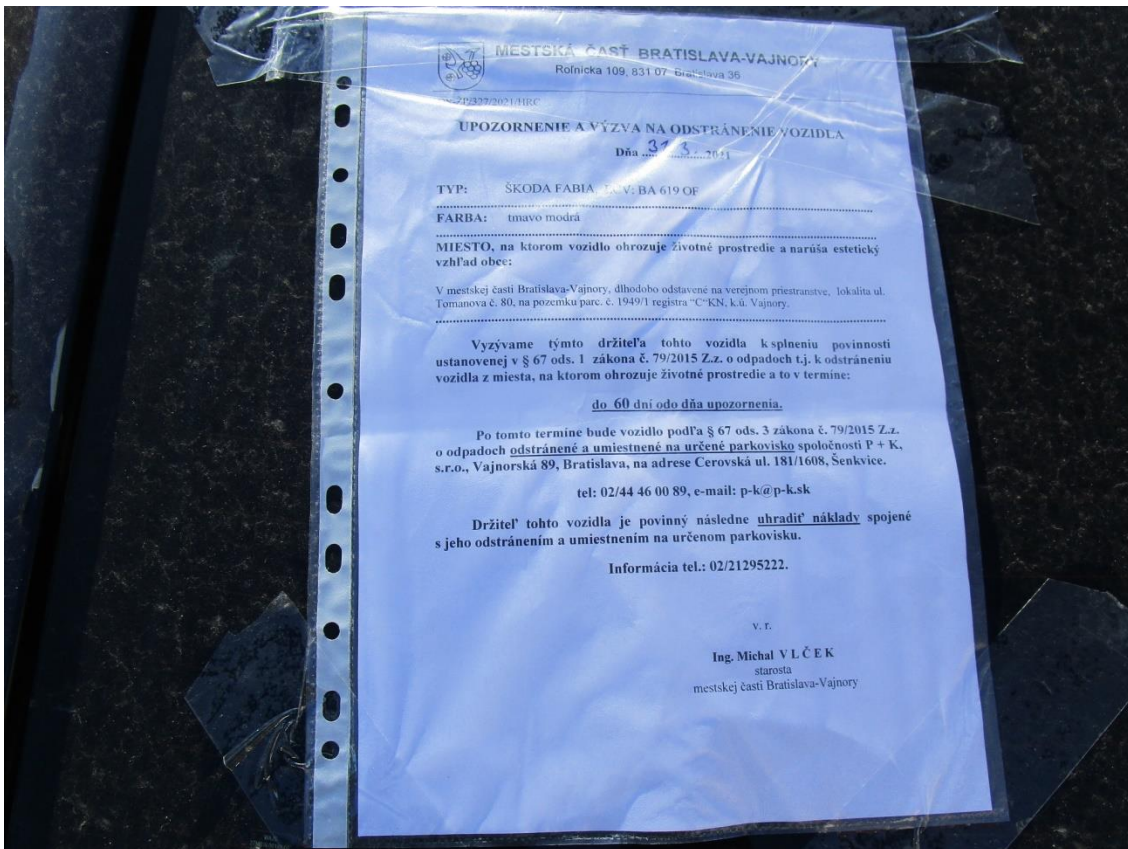 MESTSKÁ ČASŤ BRATISLAVA-VAJNORY
Roľnícka 109, 831 07 Bratislava 36
UPOZORNENIE A VÝZVA NA ODSTRÁNENIE VOZIDLA
Dňa 31. 3. 2021
TYP: ŠKODA FABIA, EČV: BA 619 OF
FARBA: tmavo modrá
MIESTO, na ktorom vozidlo ohrozuje životné prostredie a narúša estetický
vzhľad obce:
V mestskej časti Bratislava-Vajnory, dlhodobo odstavené na verejnom priestranstve, lokalita ul.
Tomanova č. 80, na pozemku parc. č. 1949/1 registra "C"KN, k.ú. Vajnory.
Vyzývame týmto držiteľa tohto vozidla k splneniu povinnosti
ustanovenej v § 67 ods. 1 zákona č. 79/2015 Z.z. o odpadoch t.j. k odstráneniu
vozidla z miesta, na ktorom ohrozuje životné prostredie a to v termíne:
do 60 dní odo dňa upozornenia.
Po tomto termíne bude vozidlo podľa § 67 ods. 3 zákona č. 79/2015 Z.z.
o odpadoch odstránené a umiestnené na určené parkovisko spoločnosti P + K,
s.r.o., Vajnorská 89, Bratislava, na adrese Cerovská ul. 181/1608, Šenkvice.
tel: 02/44 46 00 89, e-mail: p-k@p-k.sk
Držiteľ tohto vozidla je povinný následne uhradiť náklady spojené
s jeho odstránením a umiestnením na určenom parkovisku.
Informácia tel.: 02/21295222.
v. r.
Ing. Michal VLČEK
starosta
mestskej časti Bratislava-Vajnory